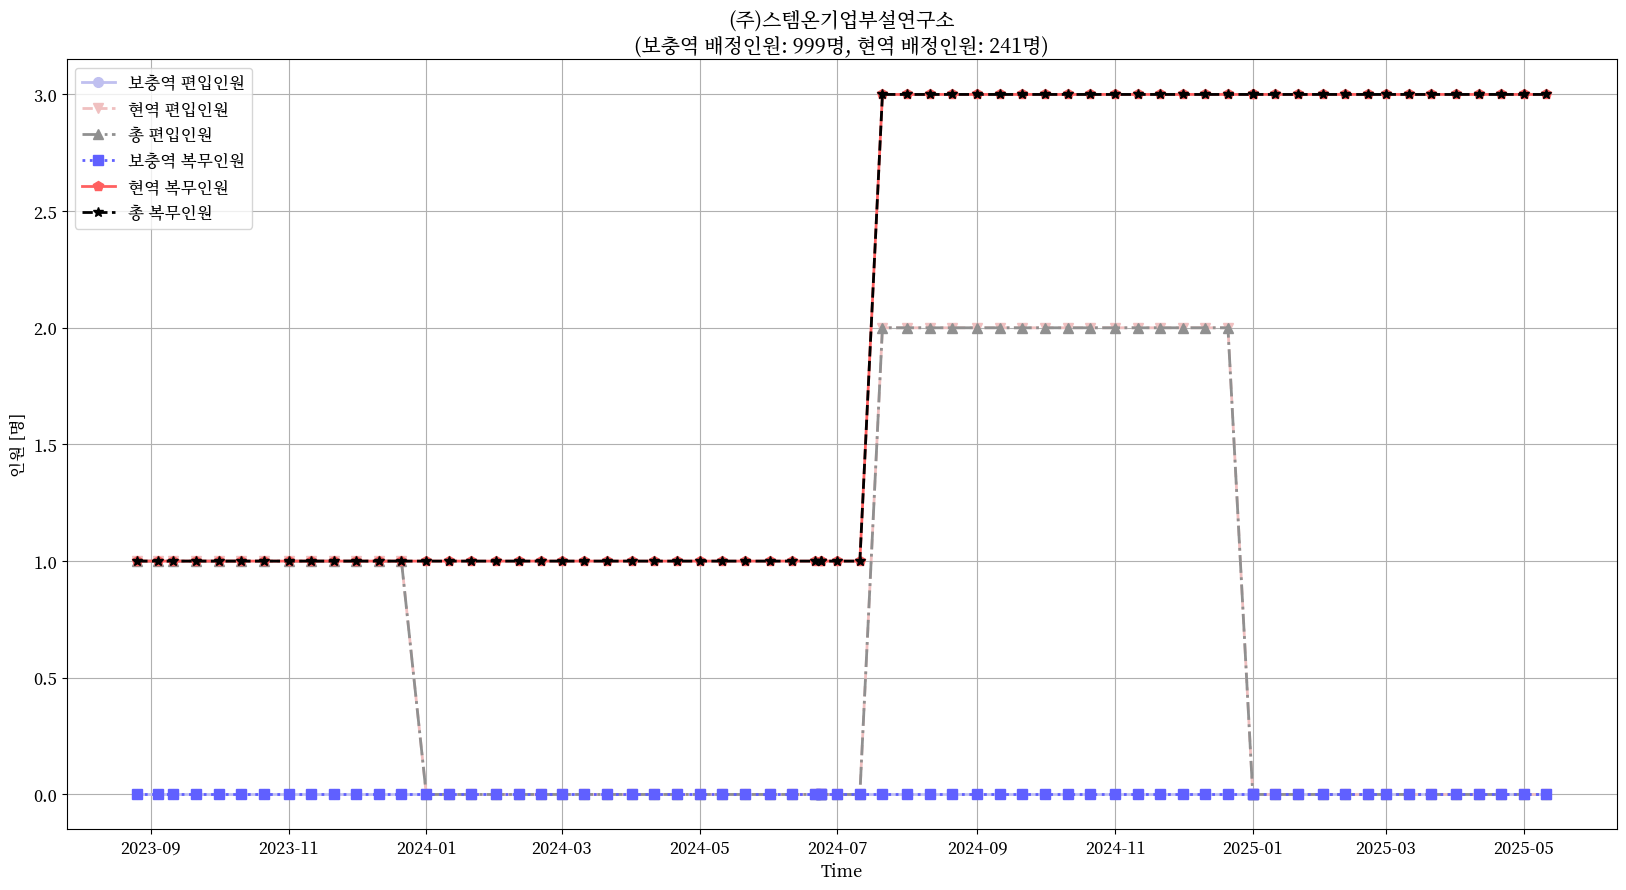 (주)스템온기업부설연구소
(보충역 배정인원: 999명, 현역 배정인원: 241명)
보충역 편입인원
현역 편입인원
총 편입인원
보충역 복무인원
현역 복무인원
총 복무인원
3.0
2.5
2.0
1.5
1.0
0.5
0.0
인원 [명]
2023-09 2023-11 2024-01 2024-03 2024-05 2024-07 2024-09 2024-11 2025-01 2025-03 2025-05
Time